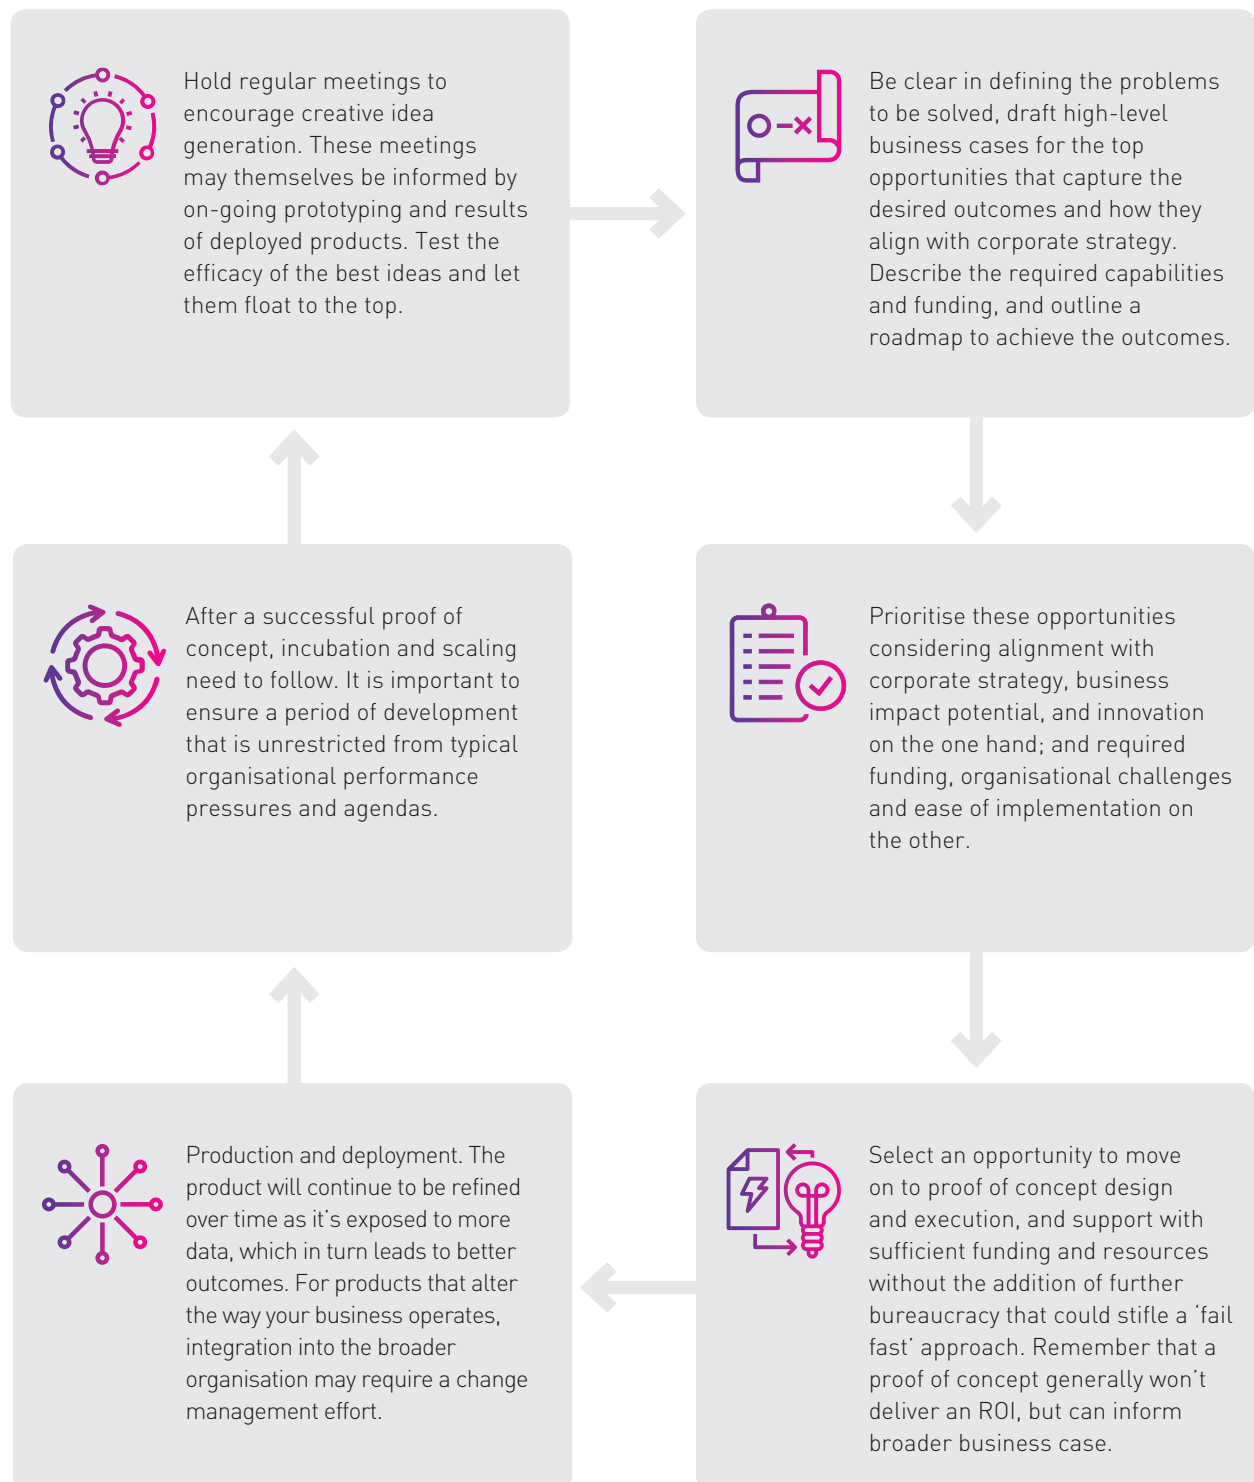 Hold regular meetings to
encourage creative idea
generation. These meetings
may themselves be informed by
on-going prototyping and results
of deployed products. Test the
efficacy of the best ideas and let
them float to the top.
Be clear in defining the problems
to be solved, draft high-level
business cases for the top
opportunities that capture the
desired outcomes and how they
align with corporate strategy.
Describe the required capabilities
and funding, and outline a
roadmap to achieve the outcomes.
Prioritise these opportunities
considering alignment with
corporate strategy, business
impact potential, and innovation
on the one hand; and required
funding, organisational challenges
and ease of implementation on
the other.
Select an opportunity to move
on to proof of concept design
and execution, and support with
sufficient funding and resources
without the addition of further
bureaucracy that could stifle a ‘fail
fast’ approach. Remember that a
proof of concept generally won’t
deliver an ROI, but can inform
broader business case.
Production and deployment. The
product will continue to be refined
over time as it’s exposed to more
data, which in turn leads to better
outcomes. For products that alter
the way your business operates,
integration into the broader
organisation may require a change
management effort.
After a successful proof of
concept, incubation and scaling
need to follow. It is important to
ensure a period of development
that is unrestricted from typical
organisational performance
pressures and agendas.